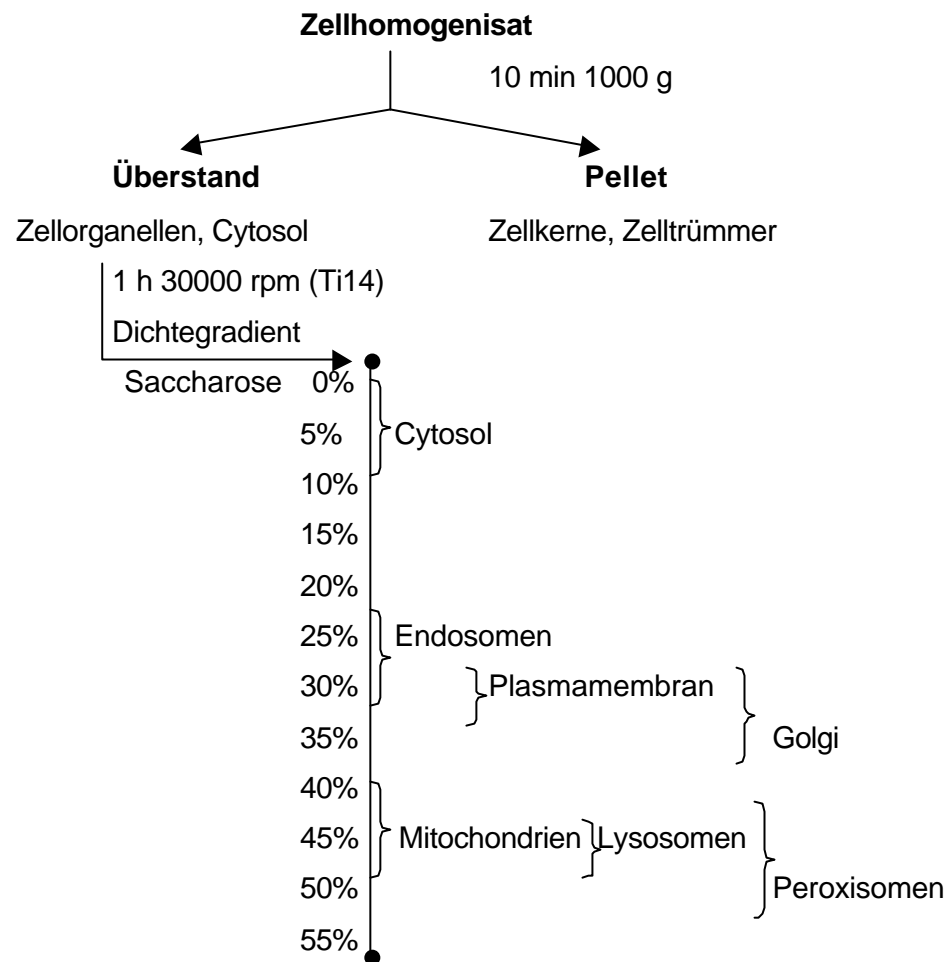 Zellhomogenisat
10 min 1000 g
Überstand Pellet
Zellorganellen, Cytosol Zellkerne, Zelltrümmer
1 h 30000 rpm (Ti14)
Dichtegradient
Saccharose 0%
5% Cytosol
10%
15%
20%
25% Endosomen
30% Plasmamembran
35% Golgi
40%
45% Mitochondrien Lysosomen
50% Peroxisomen
55%